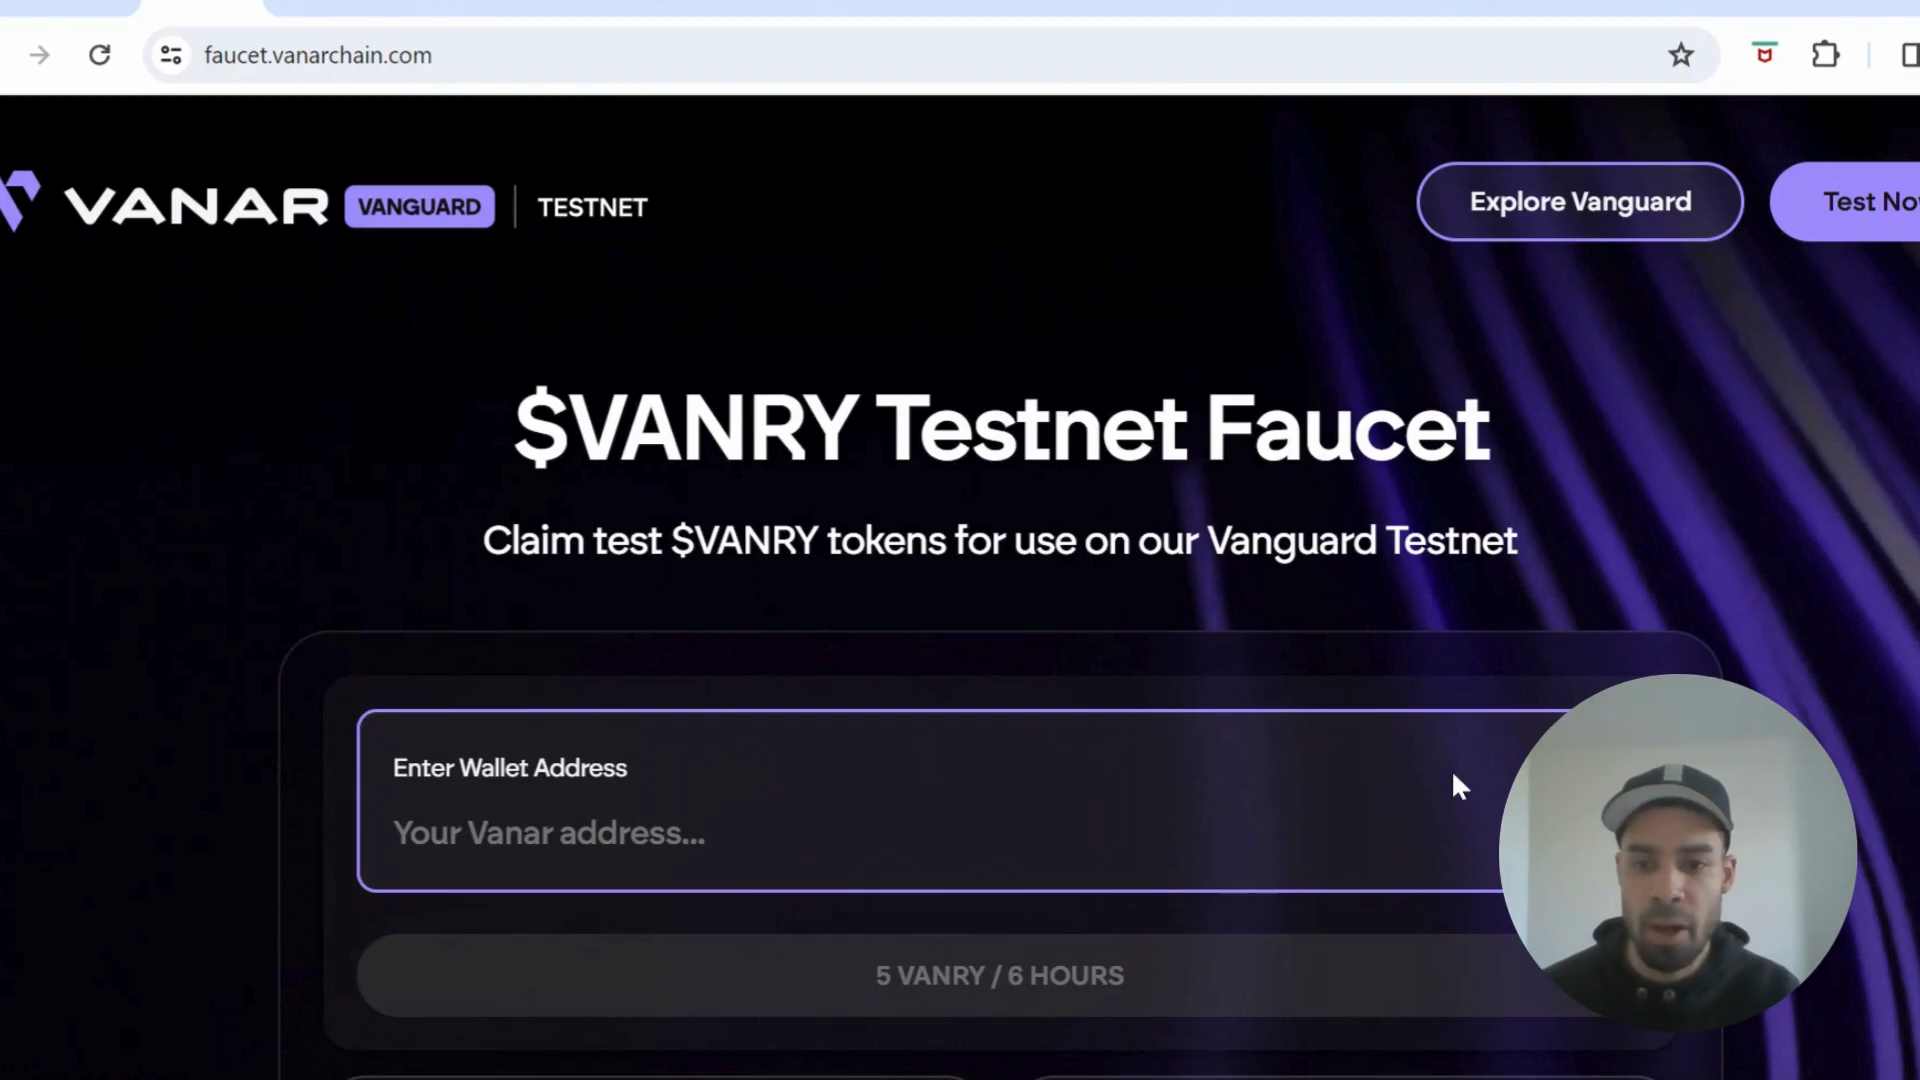 faucet.vanarchain.com
VANAR VANGUARD TESTNET
Explore Vanguard
Test
$VANRY Testnet Faucet
Claim test $VANRY tokens for use on our Vanguard Testnet
Enter Wallet Address
Your Vanar address...
5 VANRY / 6 HOURS